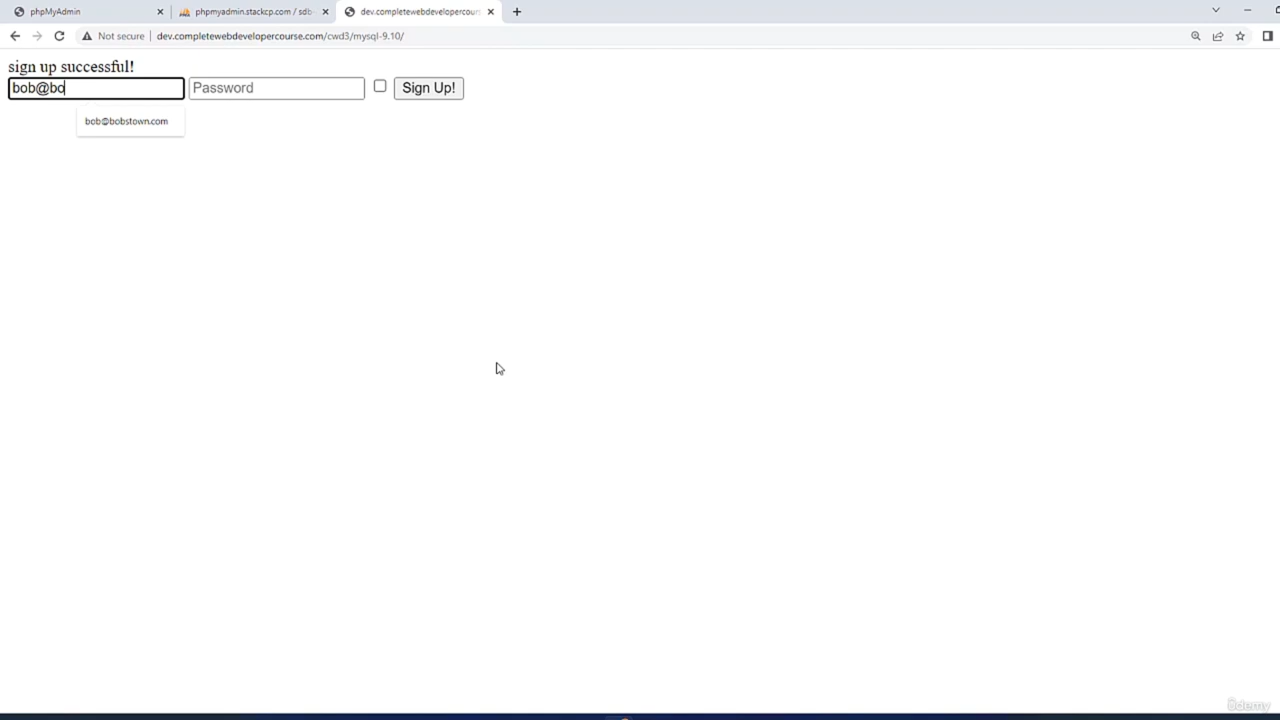 phpMyAdmin
phpmyadmin.stackcp.com / sdb-
dev.completewebdevelopercours
Not secure
dev.completewebdevelopercourse.com/cwd3/mysql-9.10/
sign up successful!
bob@bo
Password
Sign Up!
bob@bobstown.com
Udemy